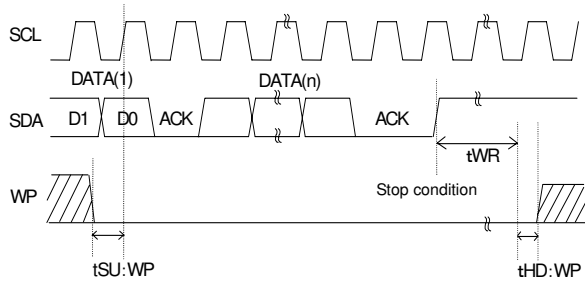 SCL
DATA(1) DATA(n)
SDA D1 D0 ACK ACK
tWR
Stop condition
WP
tSU:WP tHD:WP